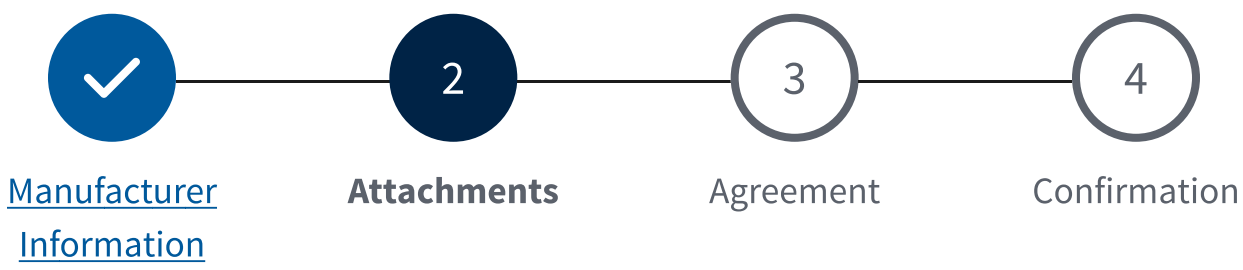 2
3
4
Manufacturer
Information
Attachments
Agreement
Confirmation